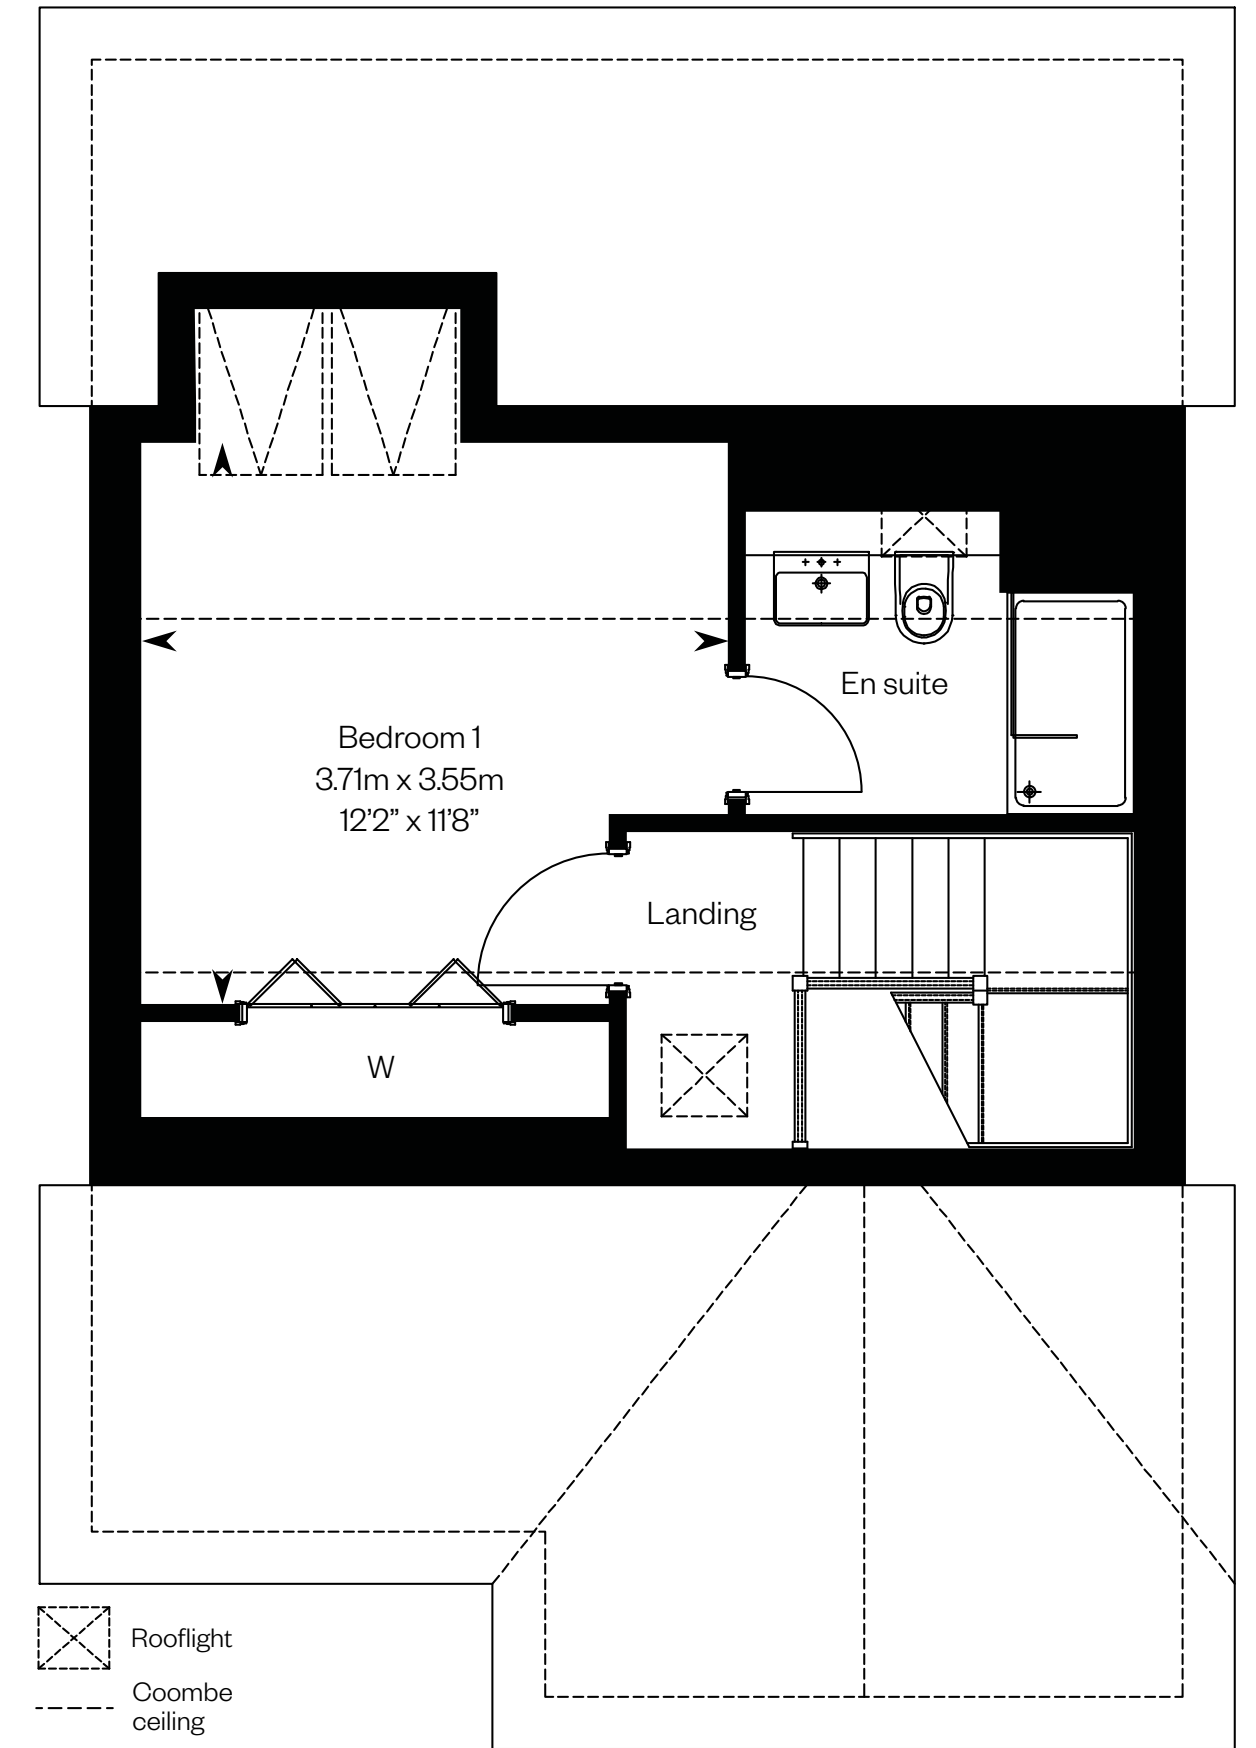 En suite
Bedroom 1
3.71m x 3.55m
12’2” x 11’8”
Landing
W
Rooflight
Coombe
ceiling